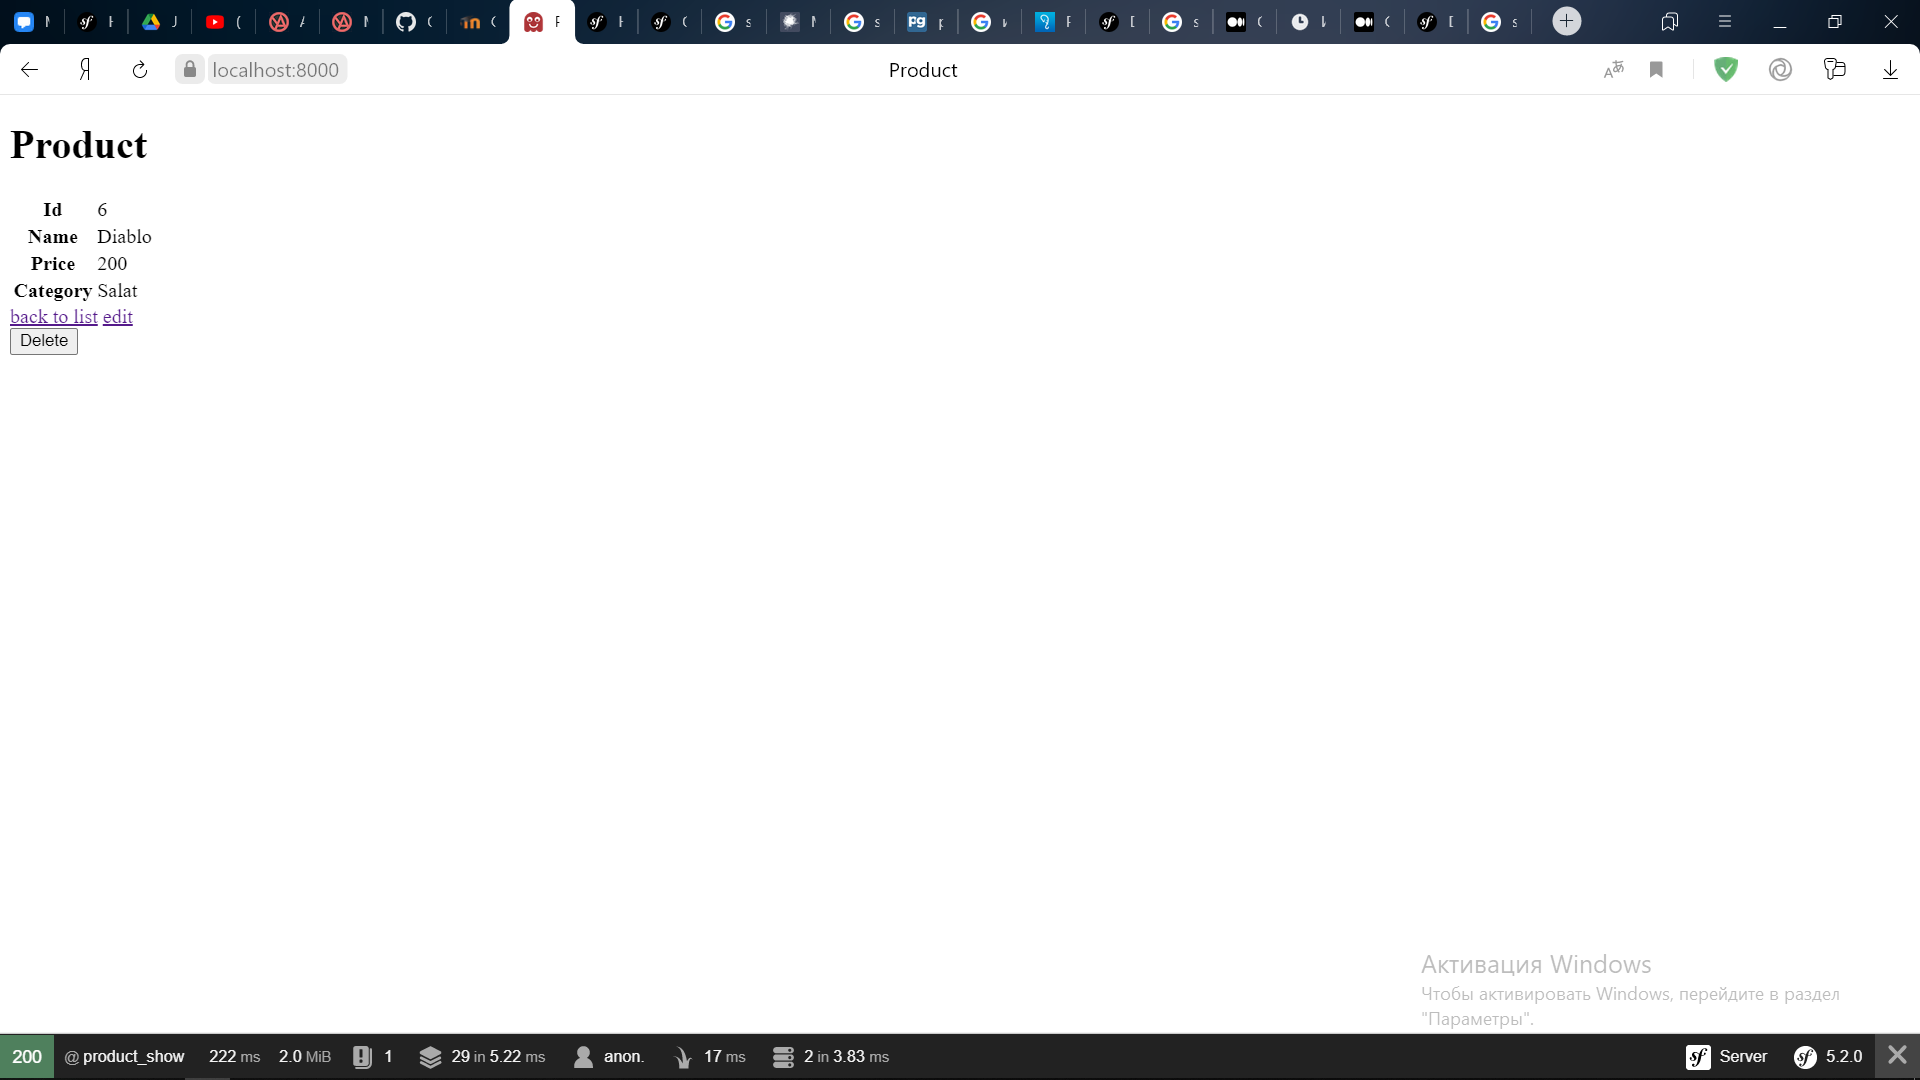 localhost:8000
Product
Product
Id 6
Name Diablo
Price 200
Category Salat
back to list edit
Delete
Активация Windows
Чтобы активировать Windows, перейдите в раздел
"Параметры".
200 @ product_show 222 ms 2.0 MiB 1 29 in 5.22 ms anon. 17 ms 2 in 3.83 ms Server 5.2.0